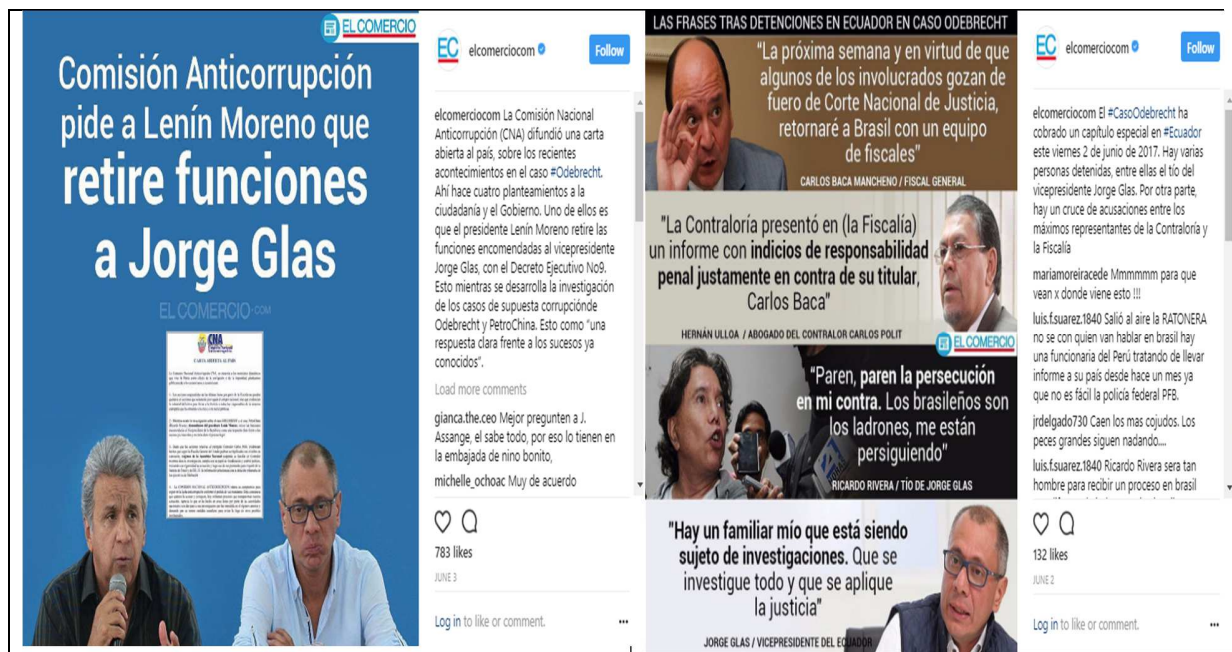 EL COMERCIO
Comisión Anticorrupción
pide a Lenín Moreno que
retire funciones
a Jorge Glas
EL COMERCIO.COM
CNA
CARTA ABIERTA AL PAÍS
EC elcomerciocom
Follow
elcomerciocom La Comisión Nacional
Anticorrupción (CNA) difundió una carta
abierta al país, sobre los recientes
acontecimientos en el caso #Odebrecht.
Ahí hace cuatro planteamientos a la
ciudadanía y el Gobierno. Uno de ellos es
que el presidente Lenín Moreno retire las
funciones encomendadas al vicepresidente
Jorge Glas, con el Decreto Ejecutivo No9.
Esto mientras se desarrolla la investigación
de los casos de supuesta corrupciónde
Odebrecht y PetroChina. Esto como "una
respuesta clara frente a los sucesos ya
conocidos".
Load more comments
gianca.the.ceo Mejor pregunten a J.
Assange, el sabe todo, por eso lo tienen en
la embajada de nino bonito,
michelle_ochoac Muy de acuerdo
783 likes
JUNE 3
Log in to like or comment.
LAS FRASES TRAS DETENCIONES EN ECUADOR EN CASO ODEBRECHT
"La próxima semana y en virtud de que
algunos de los involucrados gozan de
fuero de Corte Nacional de Justicia,
retornaré a Brasil con un equipo
de fiscales"
CARLOS BACA MANCHENO / FISCAL GENERAL
"La Contraloría presentó en (la Fiscalía)
un informe con indicios de responsabilidad
penal justamente en contra de su titular,
Carlos Baca"
HERNÁN ULLOA / ABOGADO DEL CONTRALOR CARLOS POLIT
EL COMERCIO
"Paren, paren la persecución
en mi contra. Los brasileños son
los ladrones, me están
persiguiendo"
RICARDO RIVERA / TÍO DE JORGE GLAS
"Hay un familiar mío que está siendo
sujeto de investigaciones. Que se
investigue todo y que se aplique
la justicia"
JORGE GLAS / VICEPRESIDENTE DEL ECUADOR
EC elcomerciocom
Follow
elcomerciocom El #CasoOdebrecht ha
cobrado un capítulo especial en #Ecuador
este viernes 2 de junio de 2017. Hay varias
personas detenidas, entre ellas el tío del
vicepresidente Jorge Glas. Por otra parte,
hay un cruce de acusaciones entre los
máximos representantes de la Contraloría y
la Fiscalía
mariamoreiracede Mmmmmm para que
vean x donde viene esto !!!
luis.f.suarez.1840 Salió al aire la RATONERA
no se con quien van hablar en brasil hay
una funcionaria del Perú tratando de llevar
informe a su país desde hace un mes ya
que no es fácil la policía federal PFB.
jrdelgado730 Caen los mas cojudos. Los
peces grandes siguen nadando....
luis.f.suarez.1840 Ricardo Rivera sera tan
hombre para recibir un proceso en brasil
132 likes
JUNE 2
Log in to like or comment.